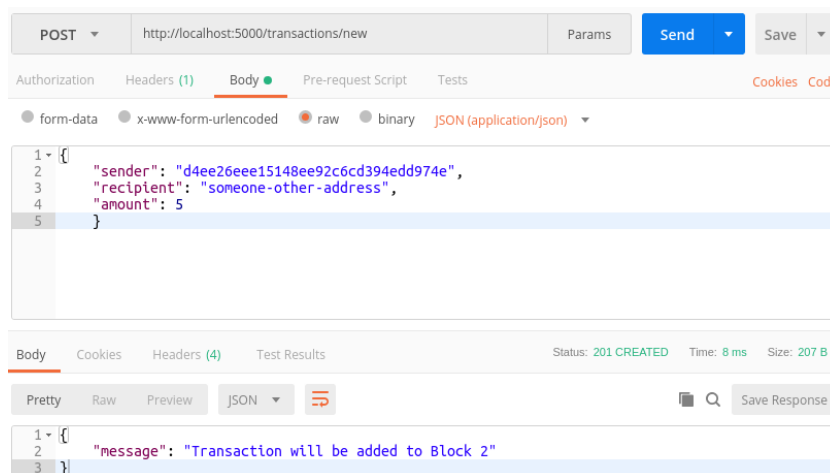 POST http://localhost:5000/transactions/new Params Send Save
Authorization Headers (1) Body Pre-request Script Tests Cookies Cod
form-data x-www-form-urlencoded raw binary JSON (application/json)
1 {
2 "sender": "d4ee26eee15148ee92c6cd394edd974e",
3 "recipient": "someone-other-address",
4 "amount": 5
5 }
Body Cookies Headers (4) Test Results Status: 201 CREATED Time: 8 ms Size: 207 B
Pretty Raw Preview JSON Save Response
1 {
2 "message": "Transaction will be added to Block 2"
3 }